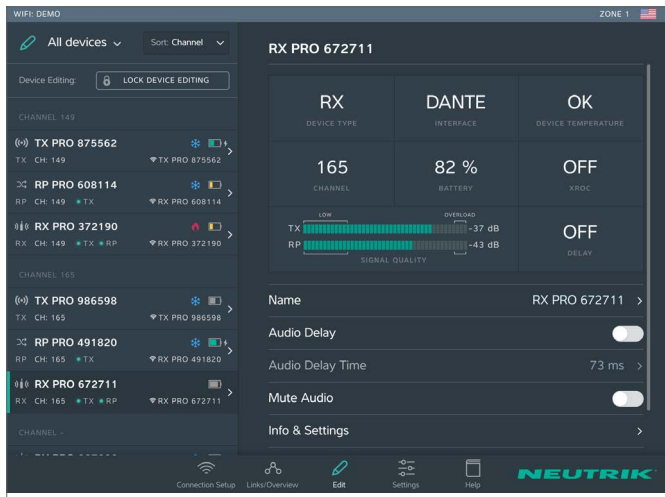 WIFI: DEMO
ZONE 1
All devices
Sort: Channel
Device Editing:
LOCK DEVICE EDITING
CHANNEL 149
TX PRO 875562
TX CH: 149
TX PRO 875562
RP PRO 608114
RP CH: 149 TX
RX PRO 608114
RX PRO 372190
RX CH: 149 TX RP
RX PRO 372190
CHANNEL 165
TX PRO 986598
TX CH: 165
TX PRO 986598
RP PRO 491820
RP CH: 165 TX
RX PRO 491820
RX PRO 672711
RX CH: 165 TX RP
RX PRO 672711
CHANNEL -
RX PRO 672711
RX
DEVICE TYPE
DANTE
INTERFACE
OK
DEVICE TEMPERATURE
165
CHANNEL
82 %
BATTERY
OFF
XROC
LOW
OVERLOAD
TX
-37 dB
RP
-43 dB
SIGNAL QUALITY
OFF
DELAY
Name
RX PRO 672711
Audio Delay
Audio Delay Time
73 ms
Mute Audio
Info & Settings
Connection Setup
Links/Overview
Edit
Settings
Help
NEUTRIK